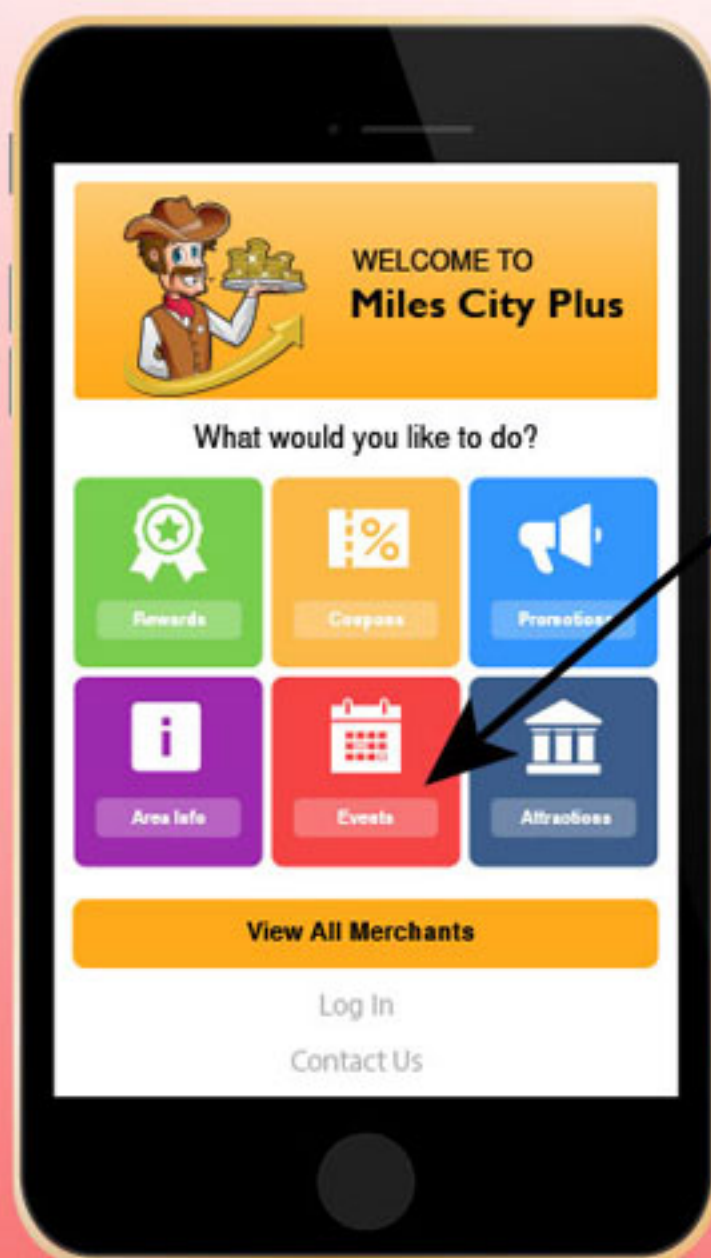 WELCOME TO
Miles City Plus
What would you like to do?
Rewards
Coupons
Promotions
Area Info
Events
Attractions
View All Merchants
Log In
Contact Us